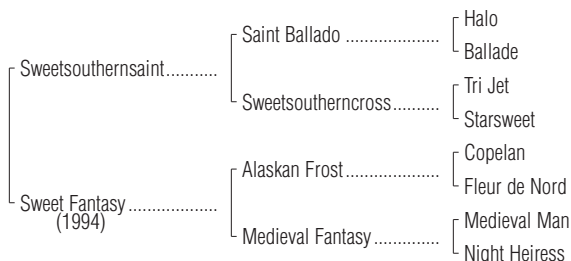 Halo
Saint Ballado ....................
Ballade
Sweetsouthernsaint...........
Tri Jet
Sweetsoutherncross..........
Starsweet
Copelan
Alaskan Frost....................
Fleur de Nord
Sweet Fantasy...................
(1994)
Medieval Man
Medieval Fantasy..............
Night Heiress